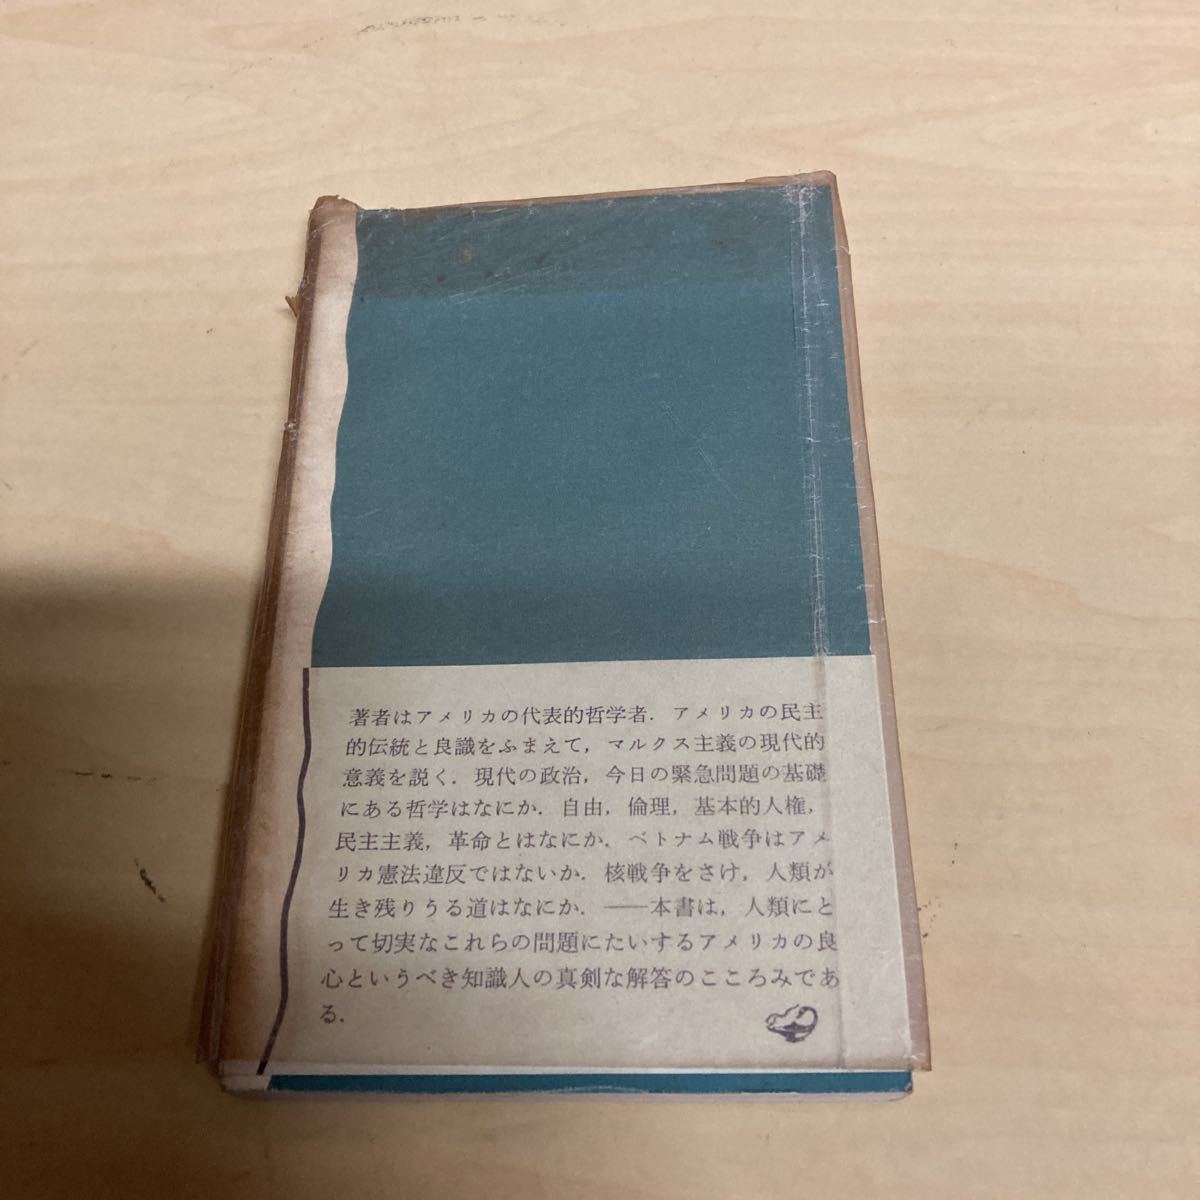 著者はアメリカの代表的哲学者．アメリカの民主
的伝統と良識をふまえて，マルクス主義の現代的
意義を説く．現代の政治，今日の緊急問題の基礎
にある哲学はなにか．自由，倫理，基本的人権，
民主主義，革命とはなにか．ベトナム戦争はアメ
リカ憲法違反ではないか．核戦争をさけ，人類が
生き残りうる道はなにか．――本書は，人類にと
って切実なこれらの問題にたいするアメリカの良
心というべき知識人の真剣な解答のこころみであ
る．